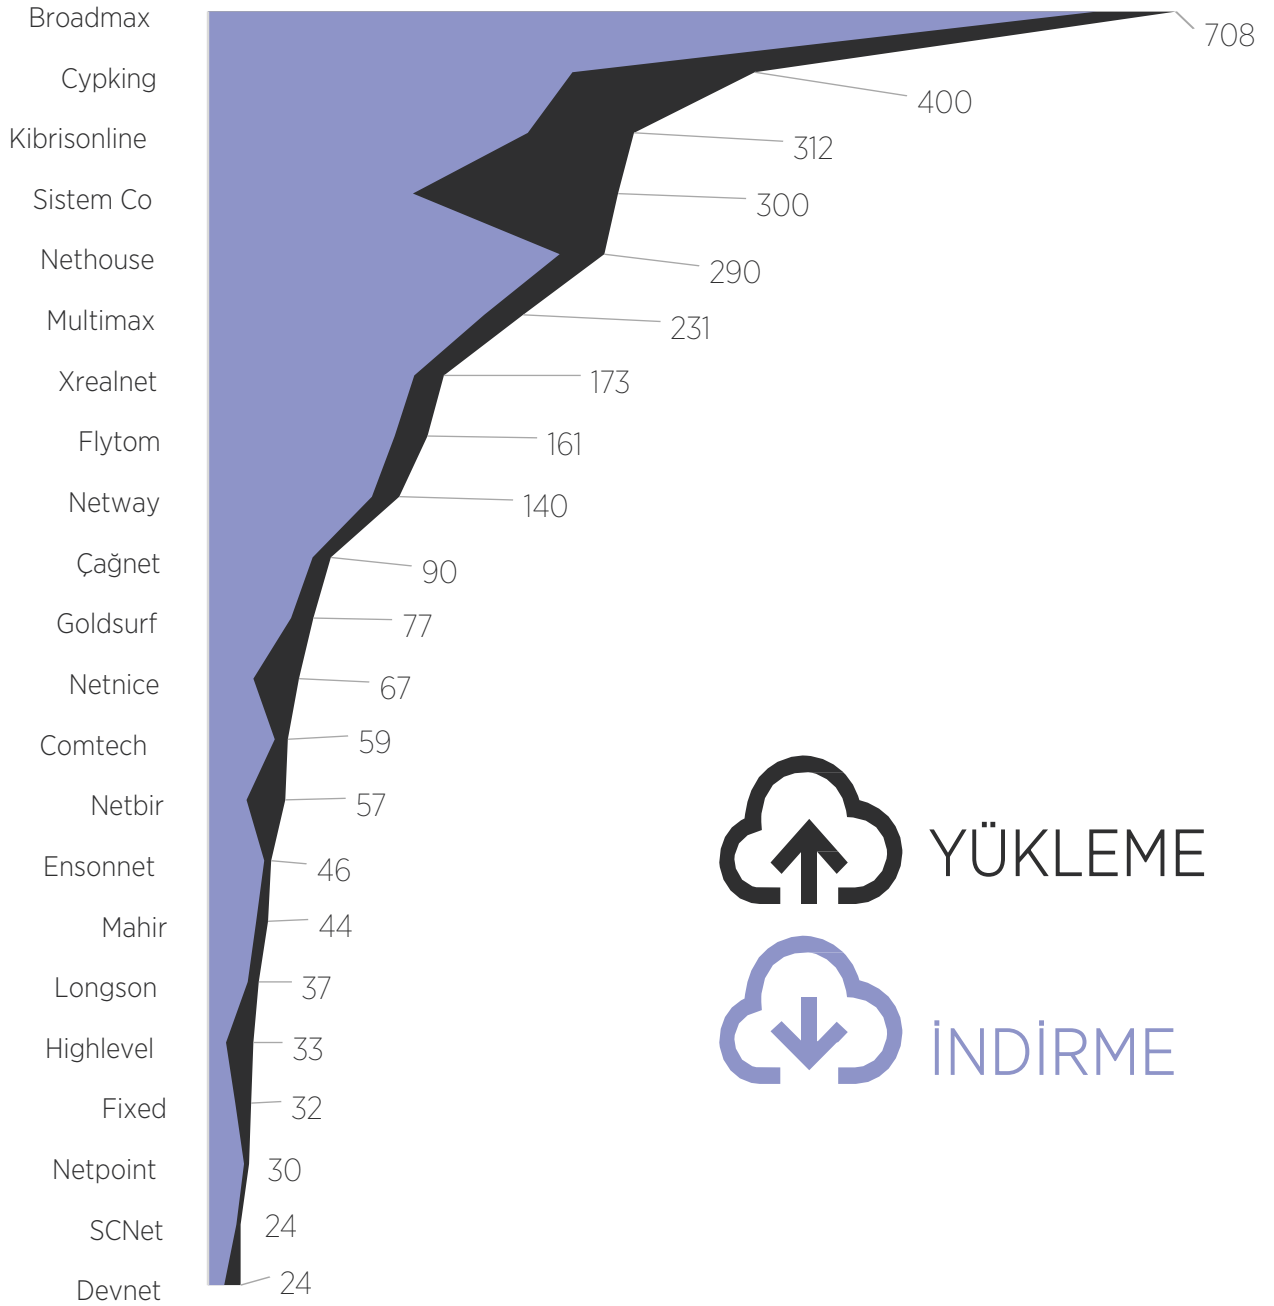 Broadmax 708
Cypking 400
Kibrisonline 312
Sistem Co 300
Nethouse 290
Multimax 231
Xrealnet 173
Flytom 161
Netway 140
Çağnet 90
Goldsurf 77
Netnice 67
Comtech 59
Netbir 57
Ensonnet 46
Mahir 44
Longson 37
Highlevel 33
Fixed 32
Netpoint 30
SCNet 24
Devnet 24
YÜKLEME
İNDİRME